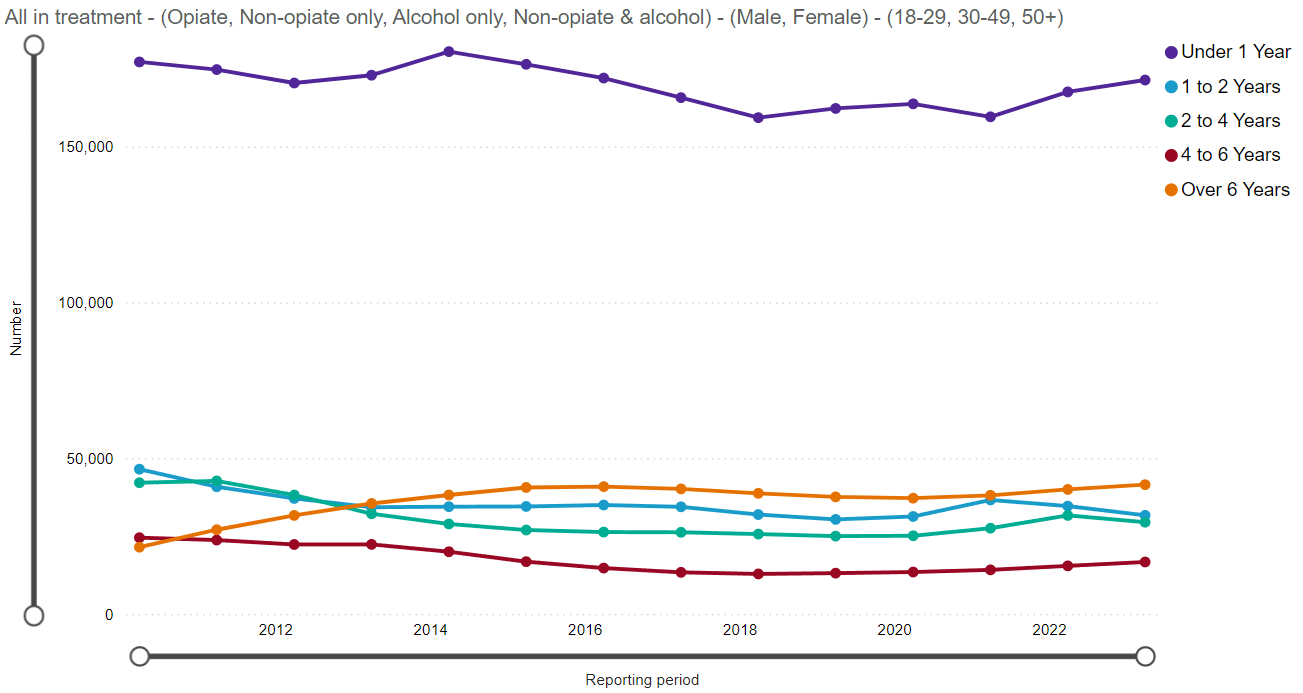 All in treatment - (Opiate, Non-opiate only, Alcohol only, Non-opiate & alcohol) - (Male, Female) - (18-29, 30-49, 50+)
Under 1 Year
1 to 2 Years
2 to 4 Years
4 to 6 Years
Over 6 Years
150,000
100,000
50,000
0
Number
2012 2014 2016 2018 2020 2022
Reporting period